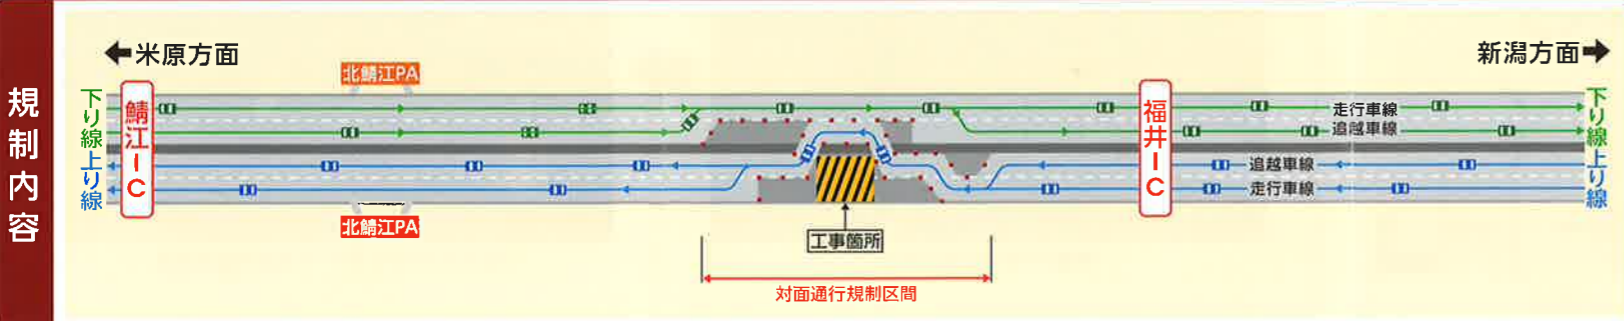 規制内容
米原方面
新潟方面
北鯖江PA
下り線
上り線
鯖江IC
福井IC
走行車線
追越車線
追越車線
走行車線
下り線
上り線
北鯖江PA
工事箇所
対面通行規制区間